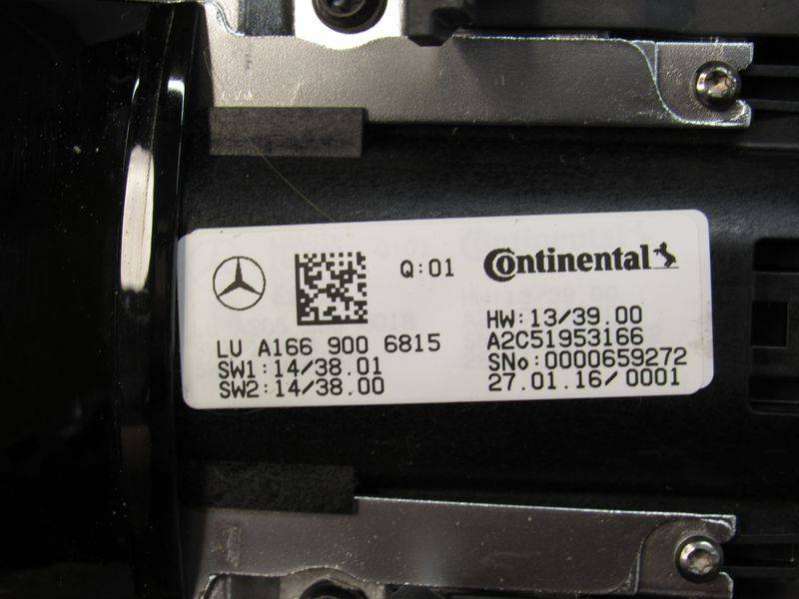 Q:01 Continental
LU A166 900 6815
SW1:14/38.01
SW2:14/38.00
HW:13/39.00
A2C51953166
SNo:0000659272
27.01.16/0001